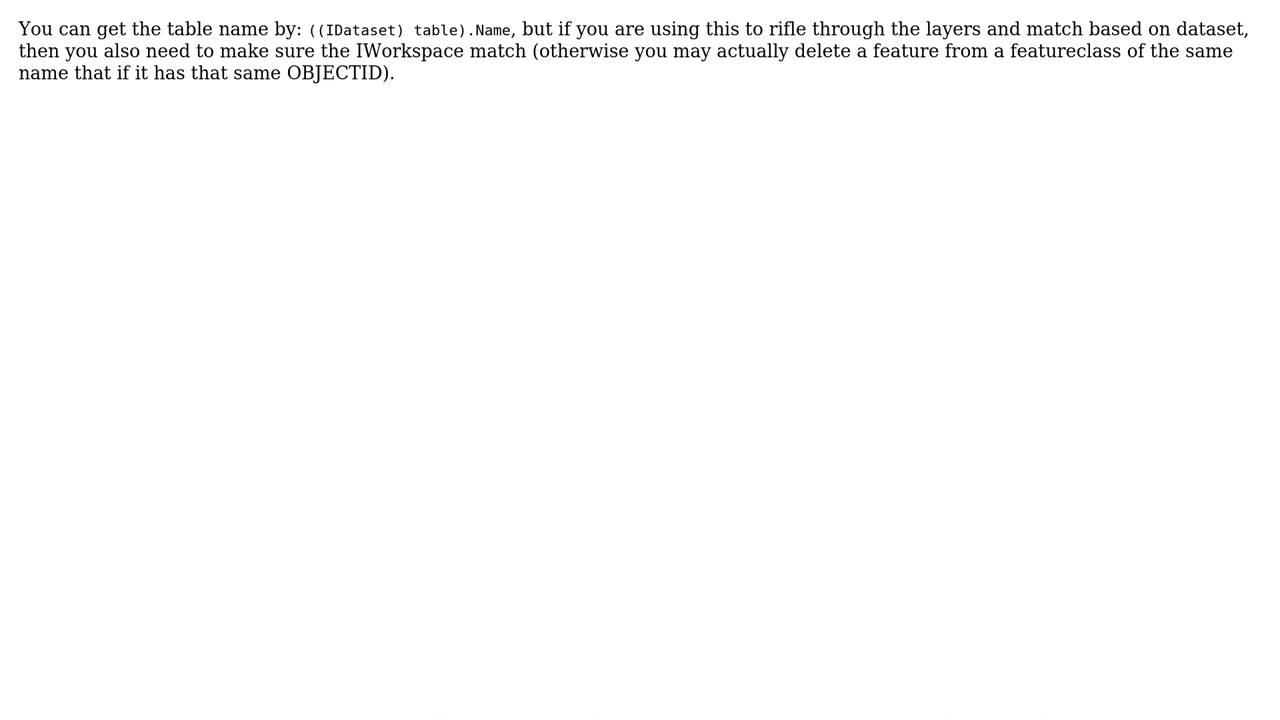 You can get the table name by: ((IDataset) table).Name, but if you are using this to rifle through the layers and match based on dataset,
then you also need to make sure the IWorkspace match (otherwise you may actually delete a feature from a featureclass of the same
name that if it has that same OBJECTID).